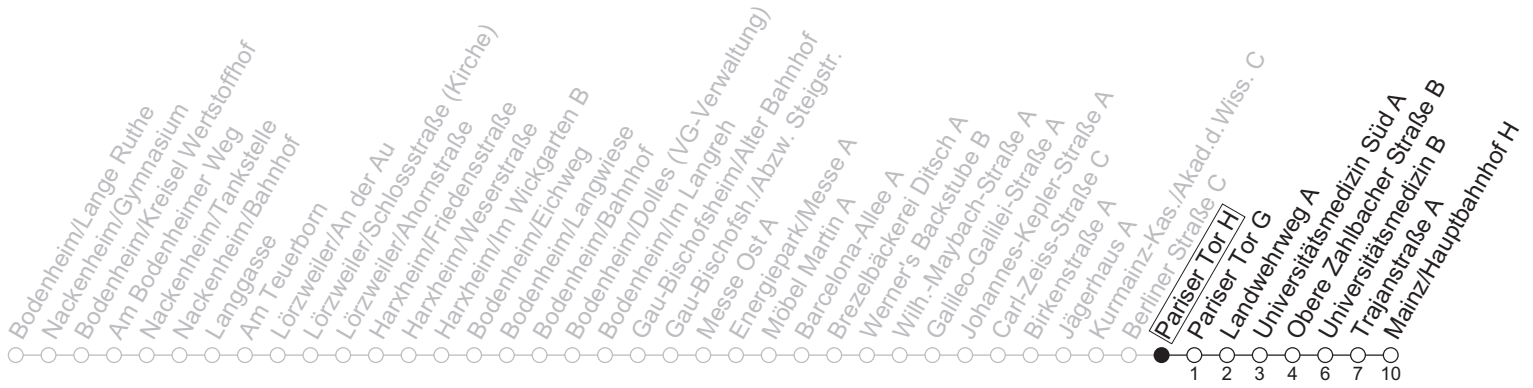 Bodenheim/Lange Ruthe
Nackenheim/Gymnasium
Bodenheim/Kreisel Wertstoffhof
Am Bodenheimer Weg
Nackenheim/Tankstelle
Nackenheim/Bahnhof
Langgasse
Am Teuerborn
Lörzweiler/An der Au
Lörzweiler/Schlossstraße (Kirche)
Lörzweiler/Ahornstraße
Harxheim/Friedensstraße
Harxheim/Weserstraße
Harxheim/Im Wickgarten B
Bodenheim/Eichweg
Bodenheim/Langwiese
Bodenheim/Bahnhof
Bodenheim/Dolles (VG-Verwaltung)
Bodenheim/Im Langreh
Gau-Bischofsheim/Alter Bahnhof
Gau-Bischofsh./Abzw. Steigstr.
Messe Ost A
Energiepark/Messe A
Möbel Martin A
Barcelona-Allee A
Brezelbäckerei Ditsch A
Werner's Backstube B
Wilh.-Maybach-Straße A
Galileo-Galilei-Straße A
Johannes-Kepler-Straße A
Carl-Zeiss-Straße C
Birkenstraße A
Jägerhaus A
Kurmainz-Kas./Akad.d.Wiss. C
Berliner Straße C
Pariser Tor H
Pariser Tor G
Landwehrweg A
Universitätsmedizin Süd A
Obere Zahlbacher Straße B
Universitätsmedizin B
Trajanstraße A
Mainz/Hauptbahnhof H
1 2 3 4 6 7 10